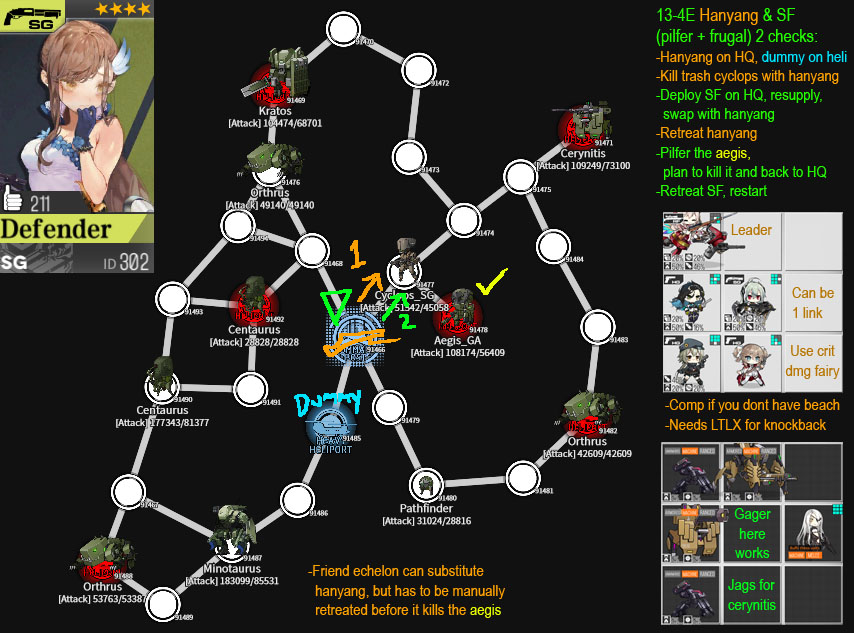 SG
211
Defender
SG
ID 302
91470
91472
91469
Kratos
[Attack] 104474/68701
91471
Cerynitis
[Attack] 109249/73100
91473
91476
Orthrus
[Attack] 49140/49140
91475
91474
91494
91468
91484
1
91477
Cyclops_SG
[Attack] 51342/45058
91493
91492
Centaurus
[Attack] 28828/28828
2
91478
Aegis_GA
[Attack] 108174/56409
91466
91483
91490
Centaurus
[Attack] 177343/81377
91491
Dummy
HEAVY
HELIPORT
91485
91479
91482
Orthrus
[Attack] 42609/42609
91480
Pathfinder
[Attack] 31024/28816
91481
91486
91487
Minotaurus
[Attack] 183099/85531
91488
Orthrus
[Attack] 53763/53387
91489
-Friend echelon can substitute
hanyang, but has to be manually
retreated before it kills the aegis
13-4E Hanyang & SF
(pilfer + frugal) 2 checks:
-Hanyang on HQ, dummy on heli
-Kill trash cyclops with hanyang
-Deploy SF on HQ, resupply,
swap with hanyang
-Retreat hanyang
-Pilfer the aegis,
plan to kill it and back to HQ
-Retreat SF, restart
Leader
Can be
1 link
Use crit
dmg fairy
-Comp if you dont have beach
-Needs LTLX for knockback
Gager
here
works
Jags for
cerynitis